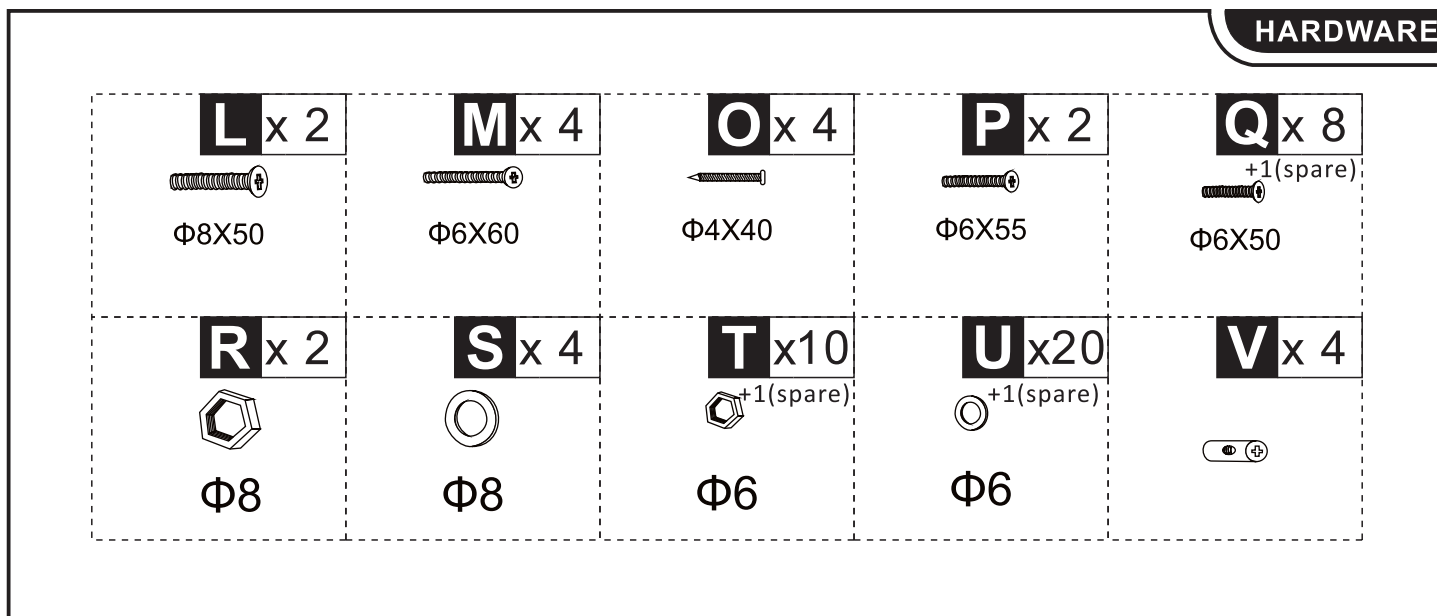 HARDWARE
L x 2
M x 4
O x 4
P x 2
Q x 8
+1(spare)
Φ8X50
Φ6X60
Φ4X40
Φ6X55
Φ6X50
R x 2
S x 4
T x10
U x20
V x 4
+1(spare)
+1(spare)
Φ8
Φ8
Φ6
Φ6